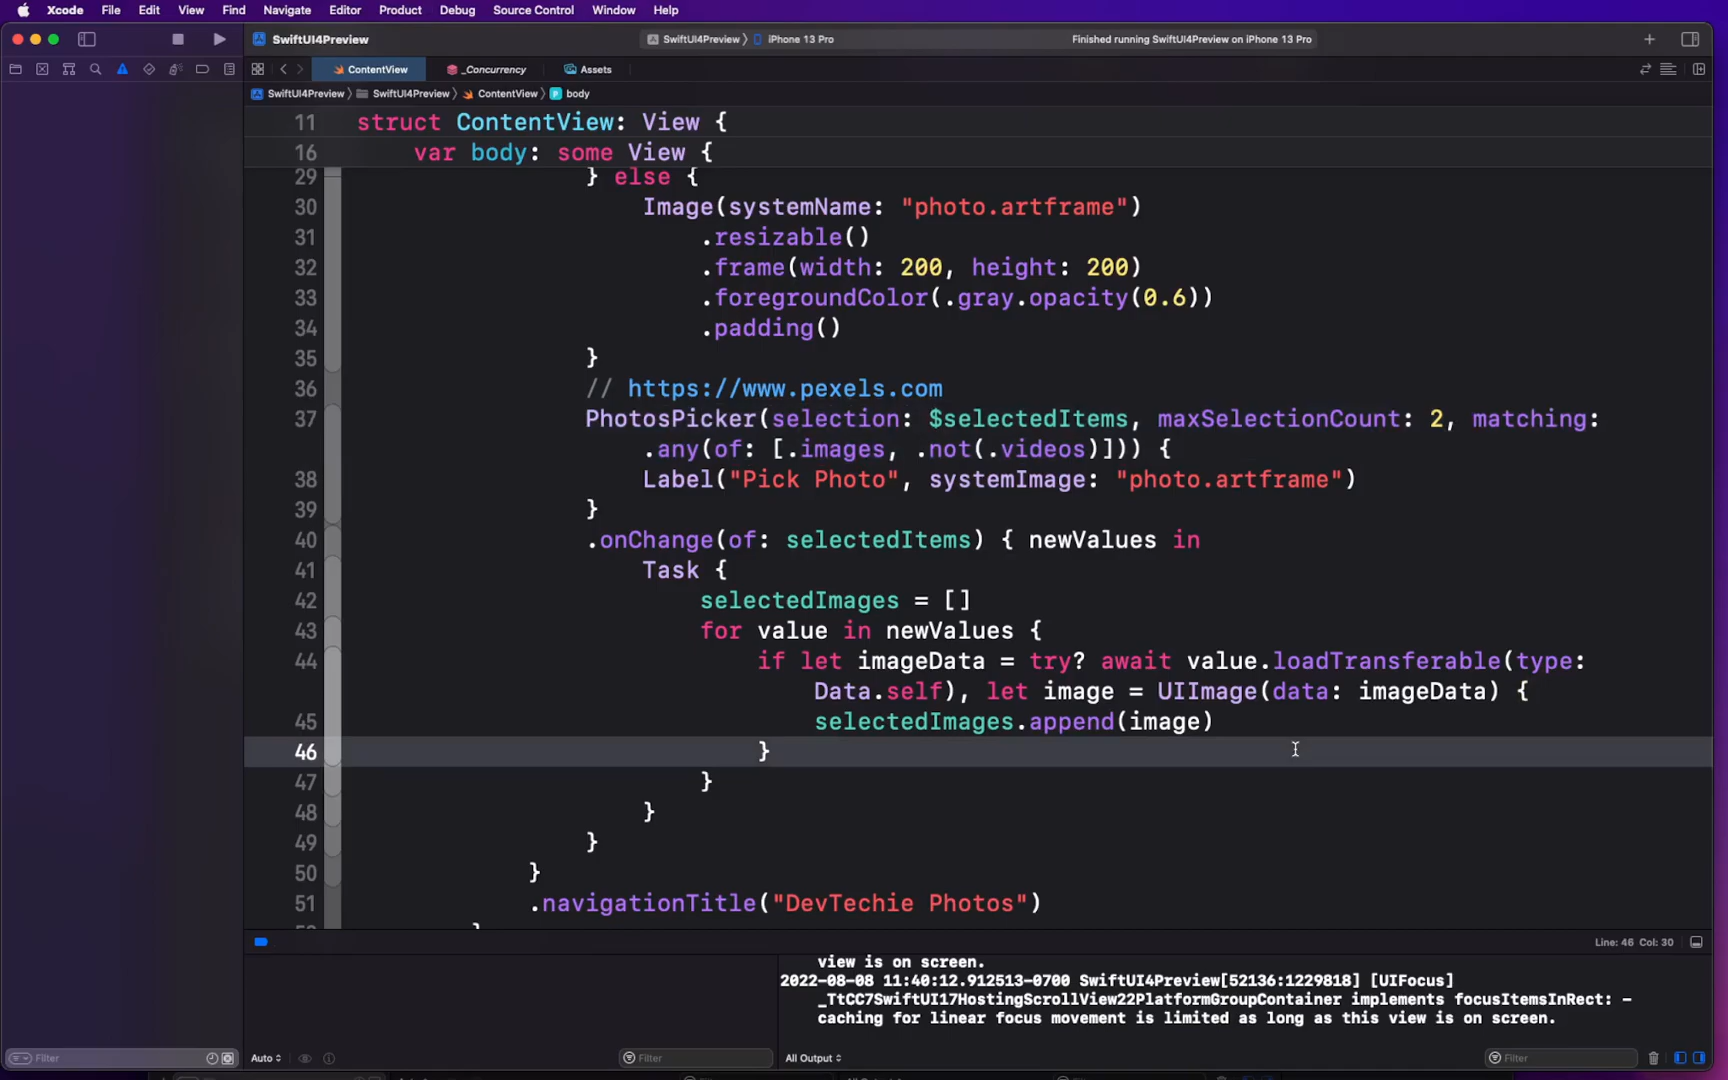 Xcode File Edit View Find Navigate Editor Product Debug Source Control Window Help
SwiftUI4Preview SwiftUI4Preview iPhone 13 Pro Finished running SwiftUI4Preview on iPhone 13 Pro
ContentView _Concurrency Assets
SwiftUI4Preview SwiftUI4Preview ContentView body
11 struct ContentView: View {
16 var body: some View {
29 } else {
30 Image(systemName: "photo.artframe")
31 .resizable()
32 .frame(width: 200, height: 200)
33 .foregroundColor(.gray.opacity(0.6))
34 .padding()
35 }
36 // https://www.pexels.com
37 PhotosPicker(selection: $selectedItems, maxSelectionCount: 2, matching:
.any(of: [.images, .not(.videos)])) {
38 Label("Pick Photo", systemImage: "photo.artframe")
39 }
40 .onChange(of: selectedItems) { newValues in
41 Task {
42 selectedImages = []
43 for value in newValues {
44 if let imageData = try? await value.loadTransferable(type:
Data.self), let image = UIImage(data: imageData) {
45 selectedImages.append(image)
46 }
47 }
48 }
49 }
50 }
51 .navigationTitle("DevTechie Photos")
Line: 46 Col: 30
view is on screen.
2022-08-08 11:40:12.912513-0700 SwiftUI4Preview[52136:1229818] [UIFocus]
_TtCC7SwiftUI17HostingScrollView22PlatformGroupContainer implements focusItemsInRect: -
caching for linear focus movement is limited as long as this view is on screen.
Filter Auto Filter All Output Filter